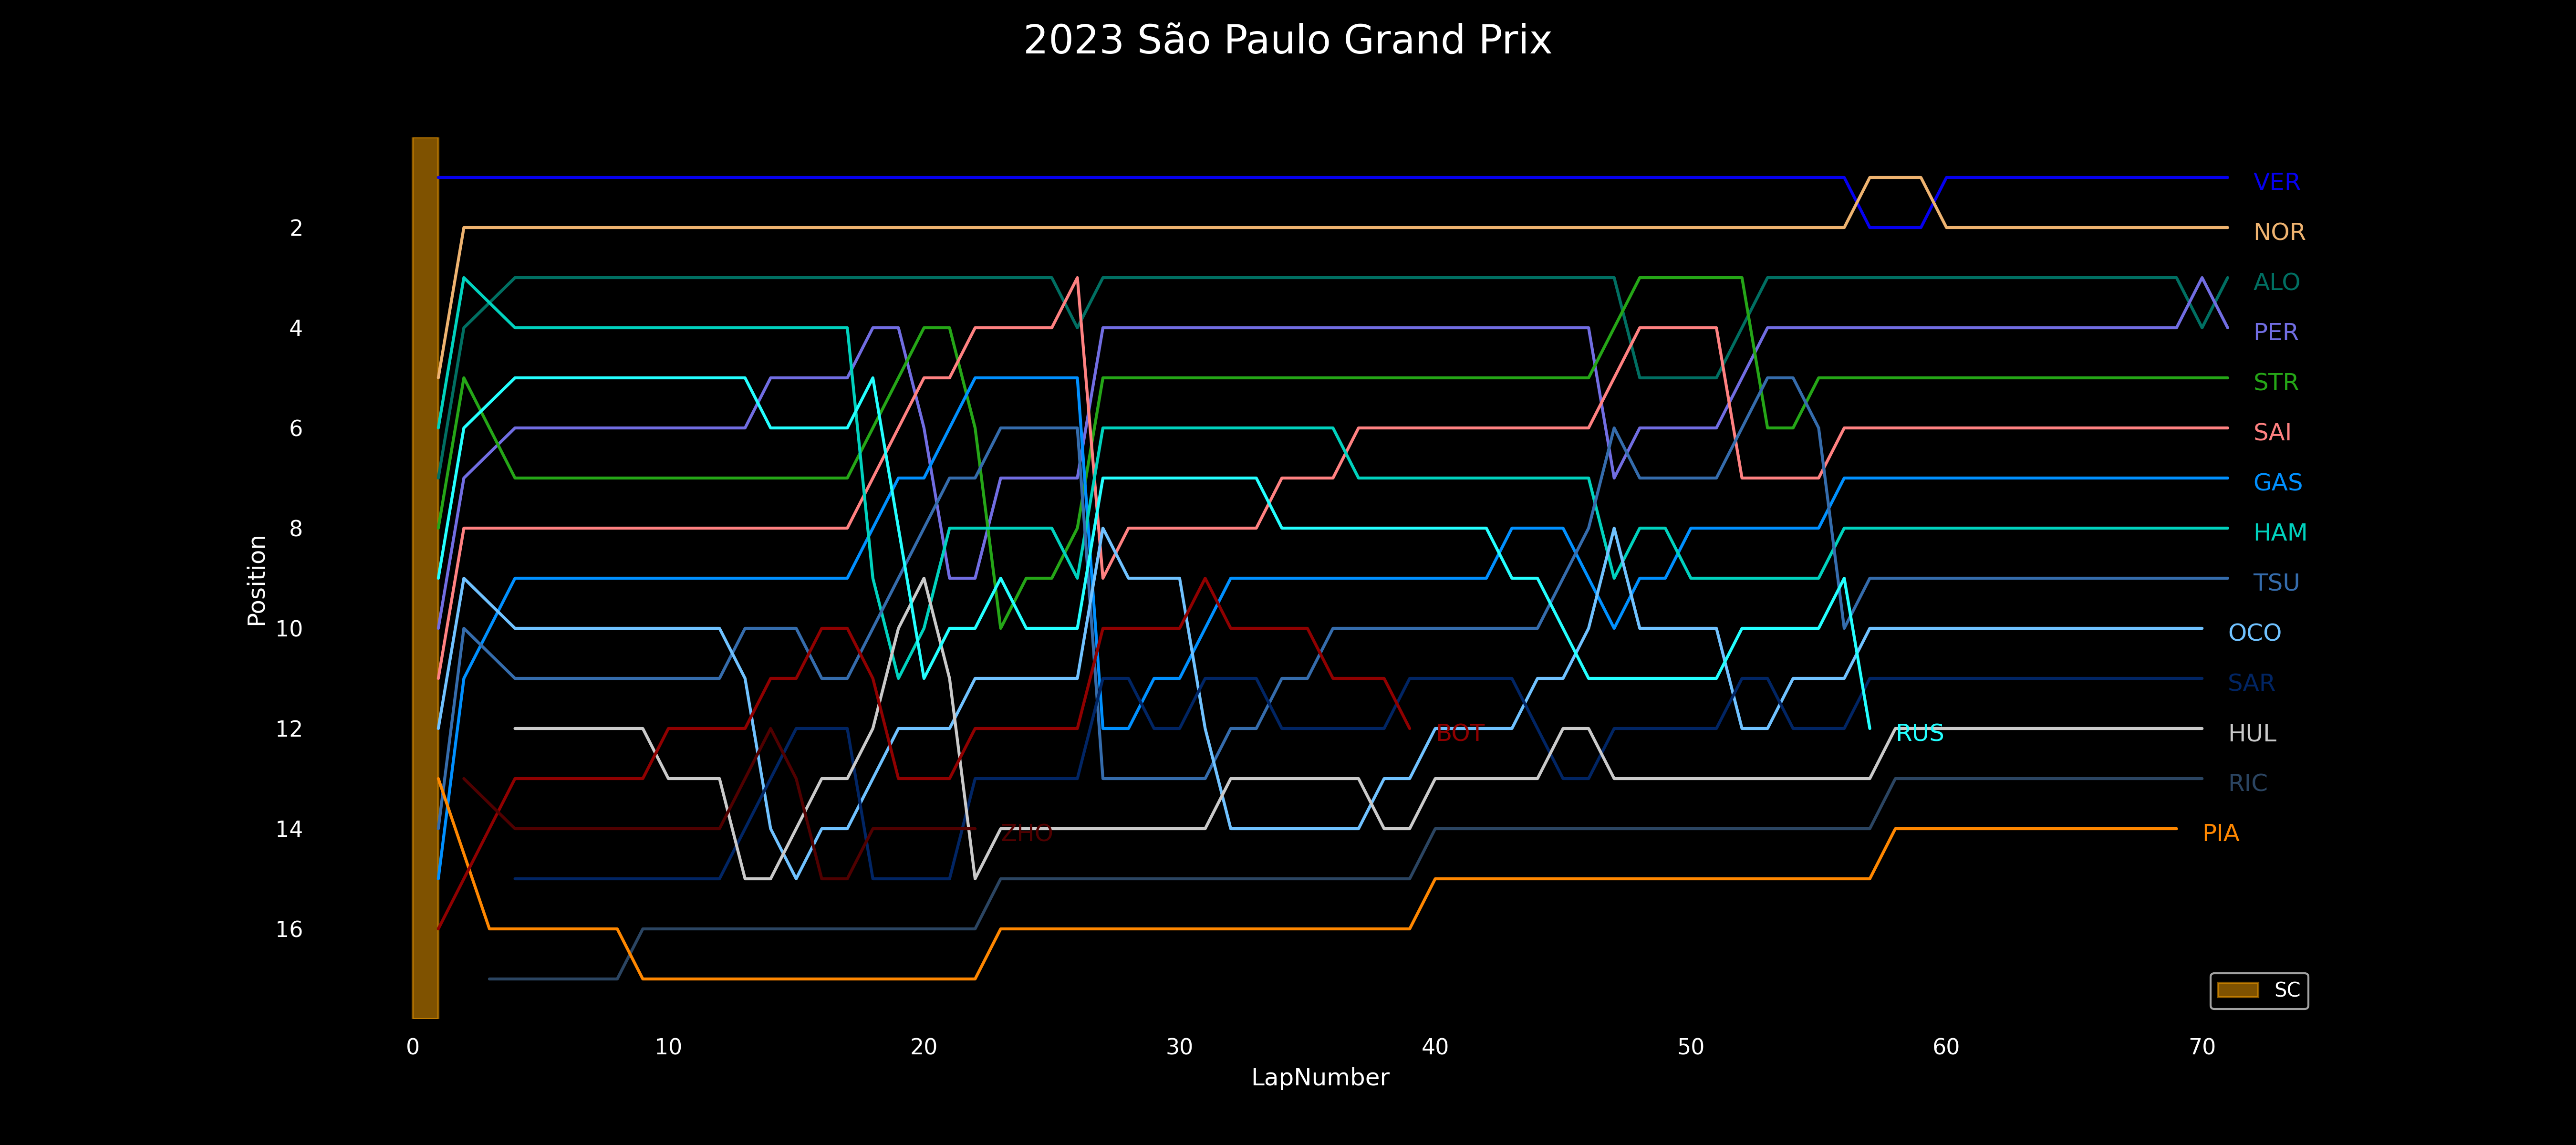 2023 São Paulo Grand Prix
Position
2
4
6
8
10
12
14
16
VER
NOR
ALO
PER
STR
SAI
GAS
HAM
TSU
OCO
SAR
BOT
RUS
HUL
RIC
ZHO
PIA
SC
0 10 20 30 40 50 60 70
LapNumber